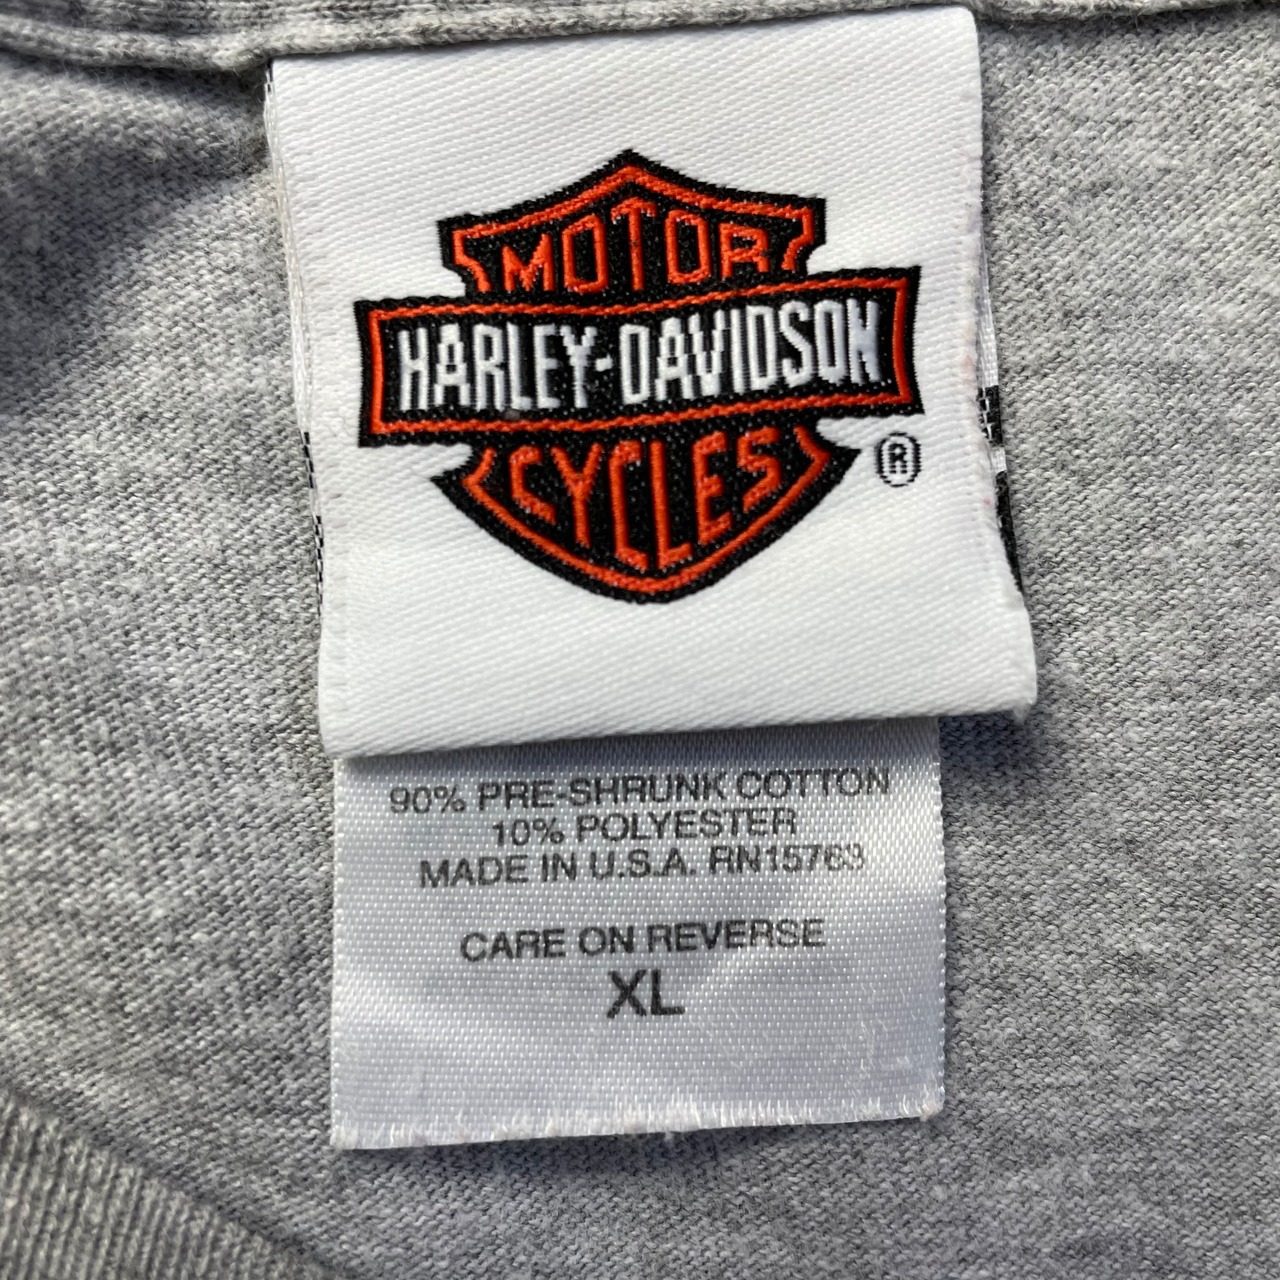 MOTOR
HARLEY-DAVIDSON
CYCLES
®
90% PRE-SHRUNK COTTON
10% POLYESTER
MADE IN U.S.A. RN15763
CARE ON REVERSE
XL